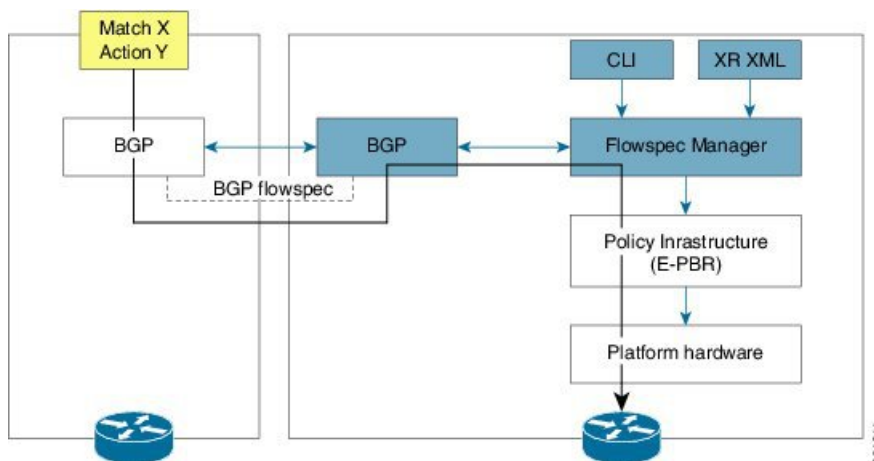 Match X
Action Y
CLI
XR XML
BGP
BGP
Flowspec Manager
BGP flowspec
Policy Inrastructure
(E-PBR)
Platform hardware